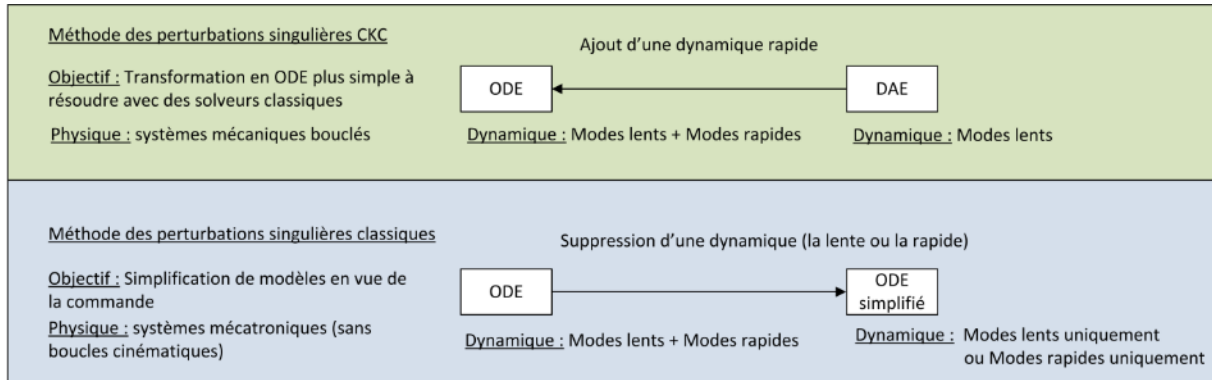 Méthode des perturbations singulières CKC
Ajout d'une dynamique rapide
Objectif : Transformation en ODE plus simple à
résoudre avec des solveurs classiques
ODE
DAE
Physique : systèmes mécaniques bouclés
Dynamique : Modes lents + Modes rapides
Dynamique : Modes lents
Méthode des perturbations singulières classiques
Suppression d'une dynamique (la lente ou la rapide)
Objectif : Simplification de modèles en vue de
la commande
ODE
ODE
simplifié
Physique : systèmes mécatroniques (sans
boucles cinématiques)
Dynamique : Modes lents + Modes rapides
Dynamique : Modes lents uniquement
ou Modes rapides uniquement